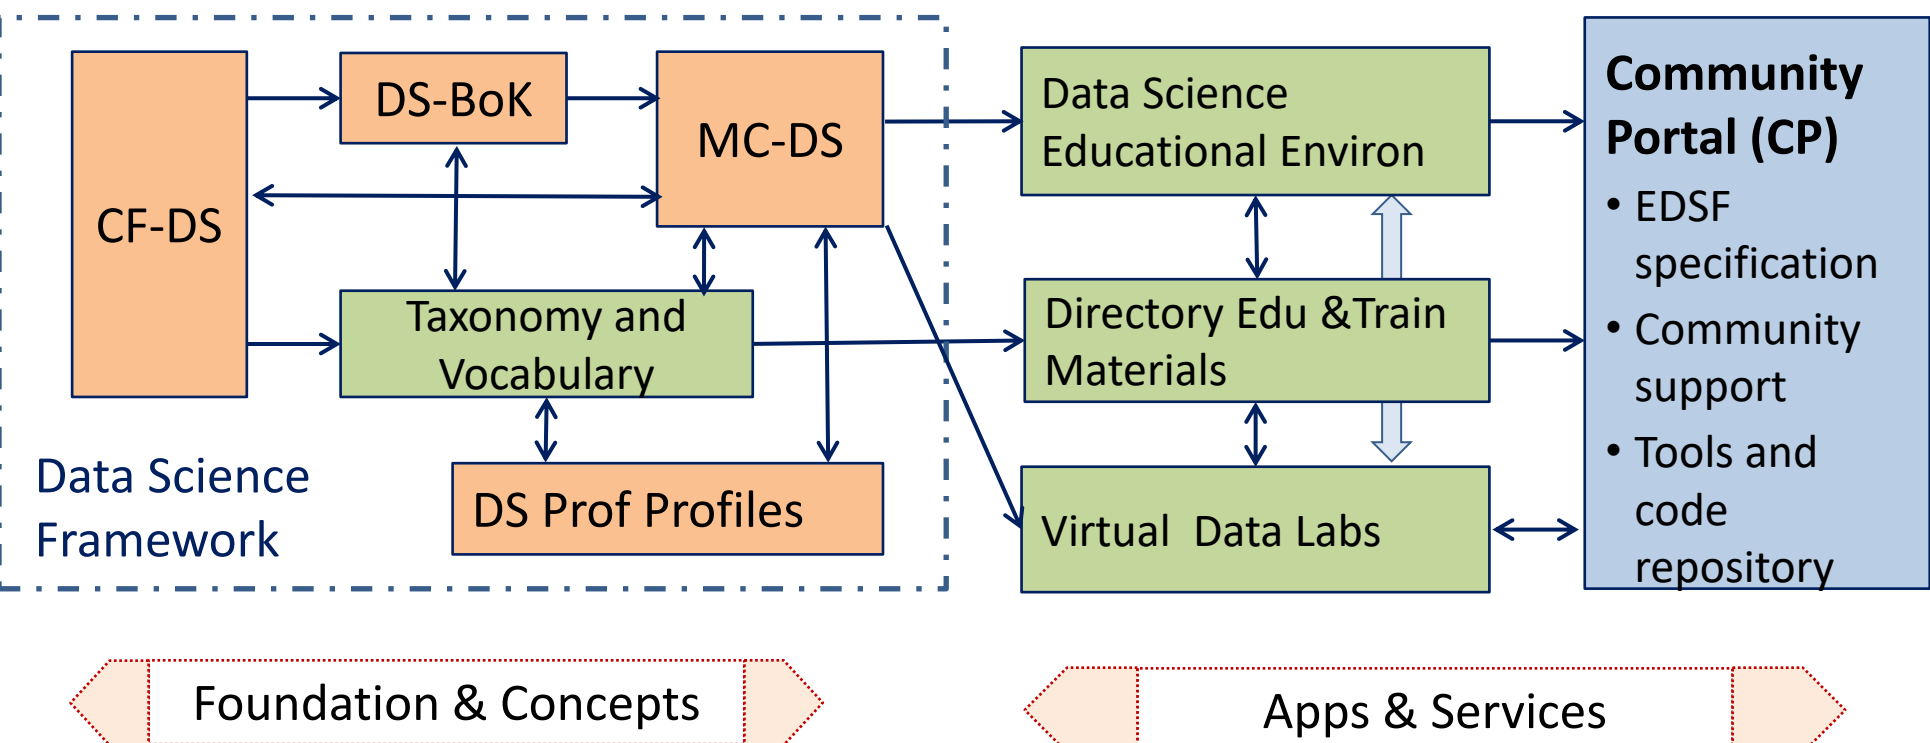 CF-DS
DS-BoK
MC-DS
Taxonomy and
Vocabulary
DS Prof Profiles
Data Science
Framework
Data Science
Educational Environ
Directory Edu &Train
Materials
Virtual Data Labs
Community
Portal (CP)
• EDSF
specification
• Community
support
• Tools and
code
repository
Foundation & Concepts
Apps & Services